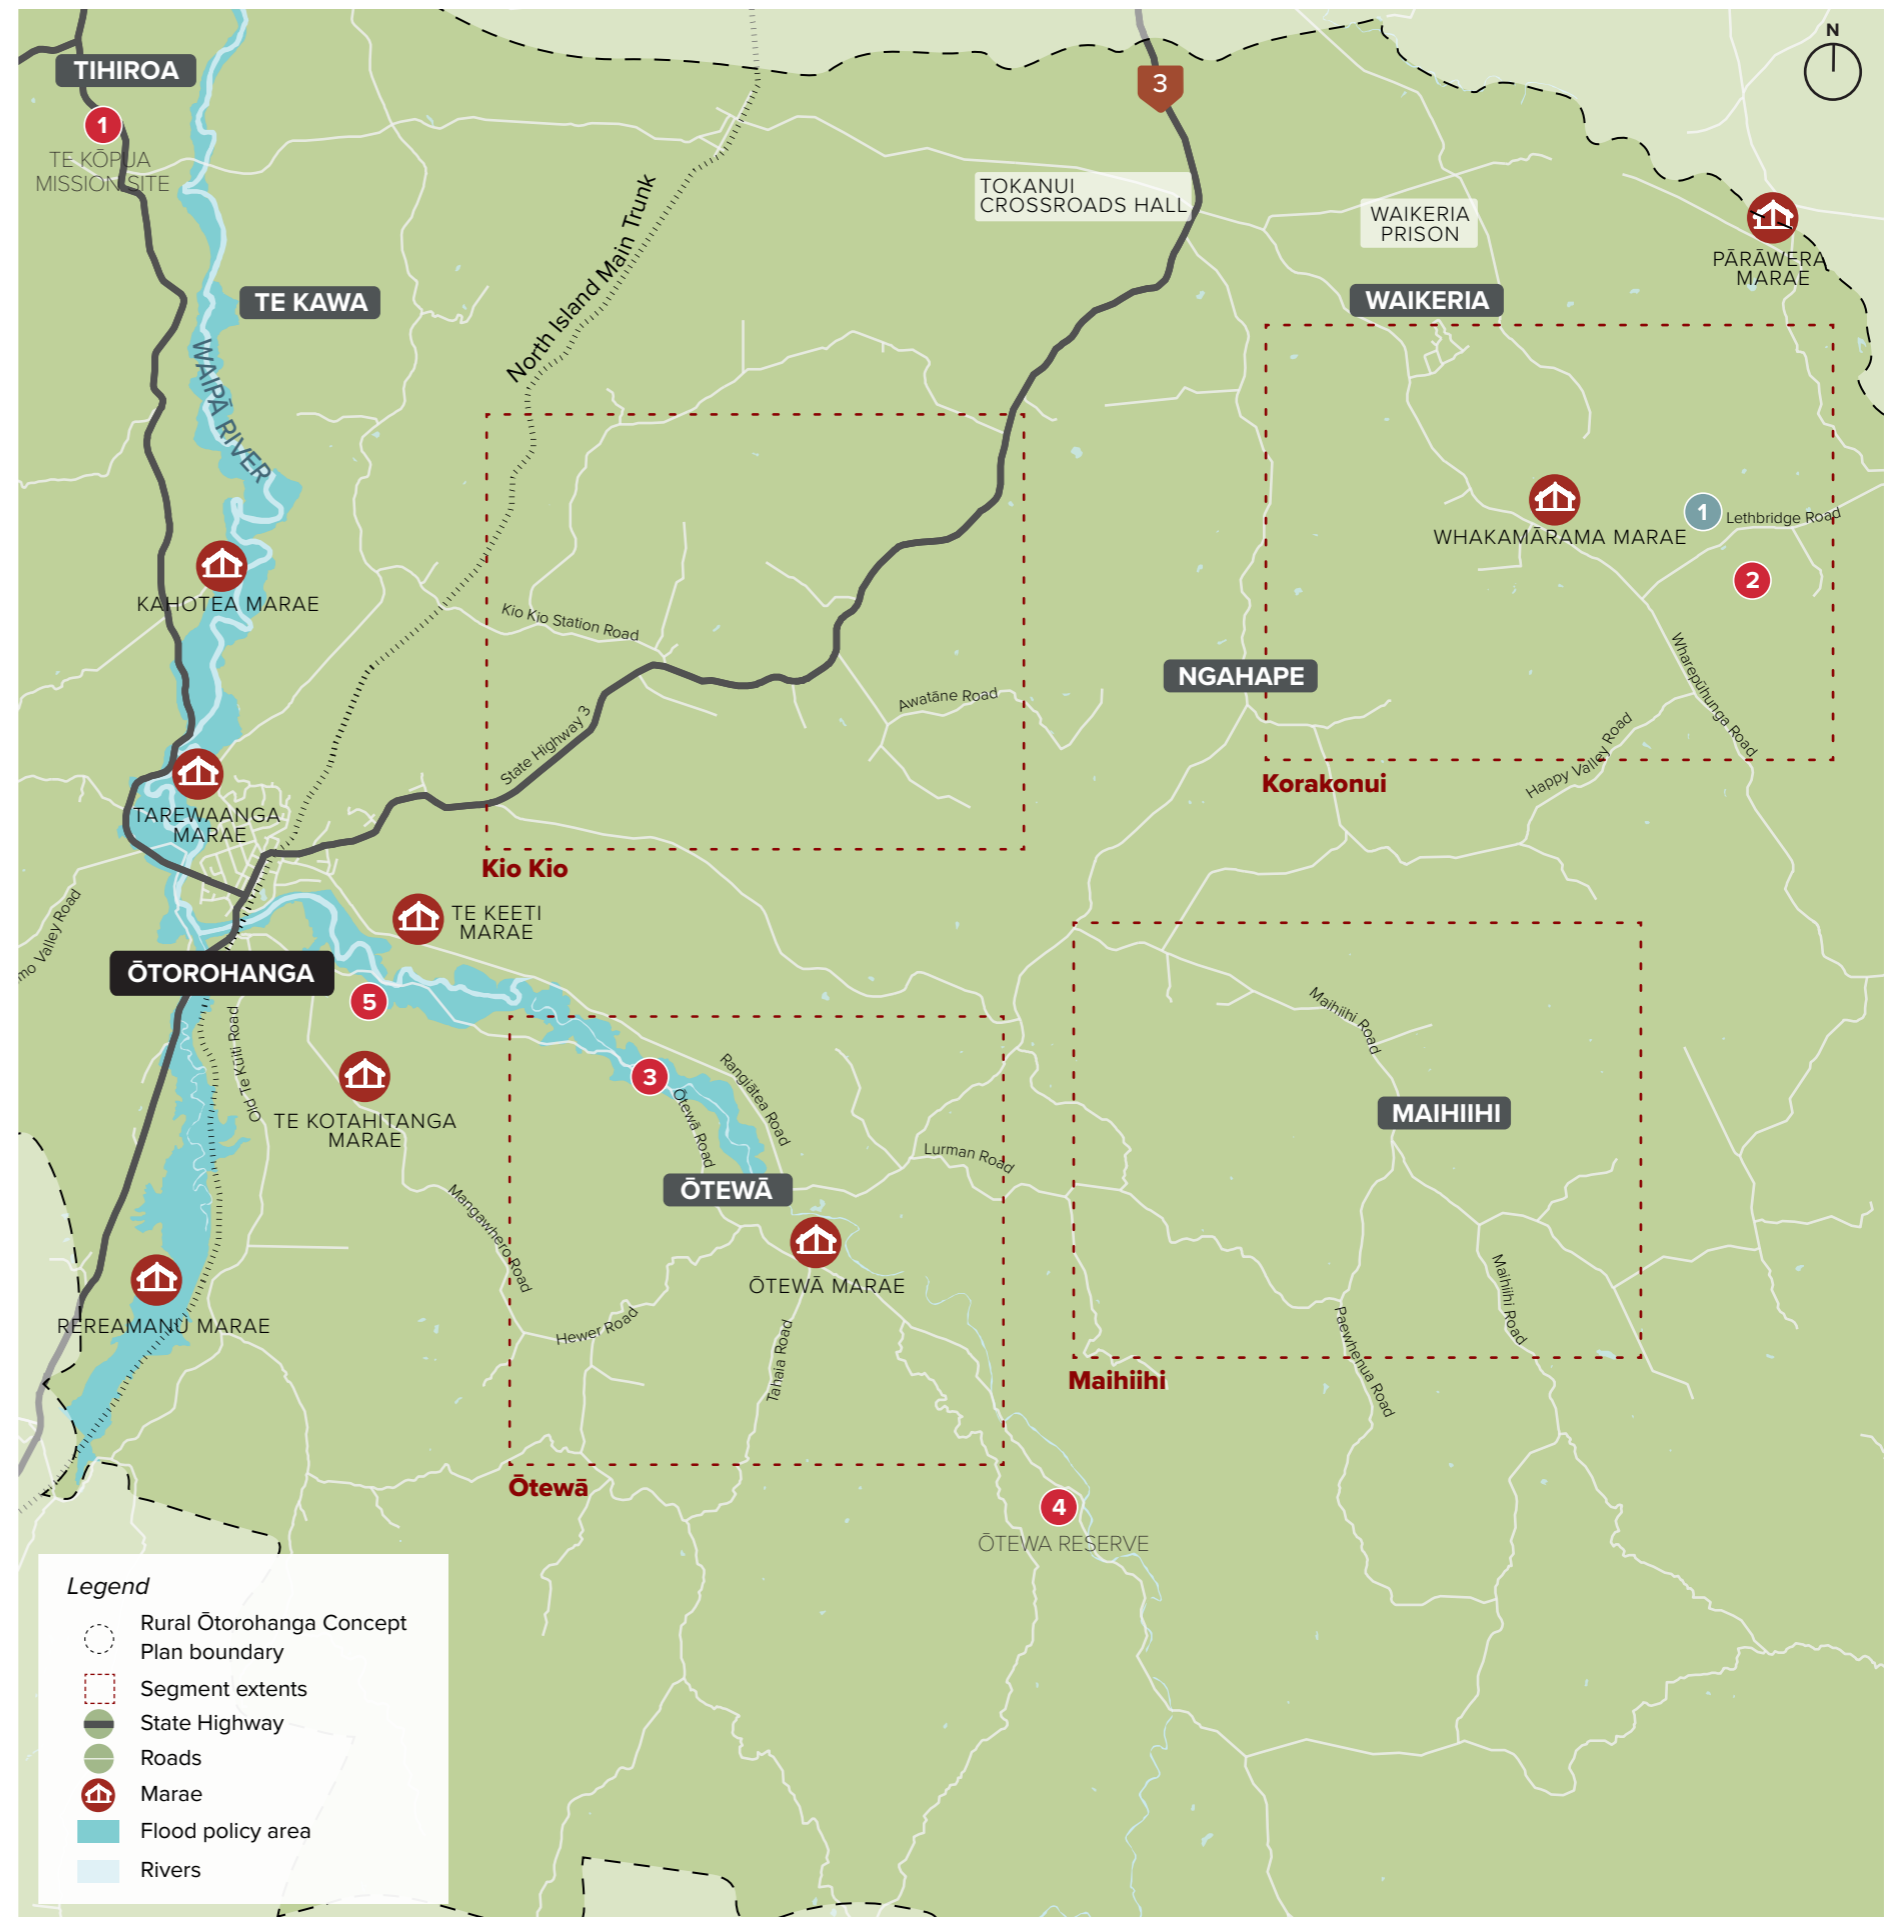 N
TIHIROA
3
1
TE KŌPUA
MISSION SITE
TOKANUI
CROSSROADS HALL
WAIKERIA
PRISON
PĀRĀWERA
MARAE
North Island Main Trunk
TE KAWA
WAIKERIA
WAIPĀ RIVER
WHAKAMĀRAMA MARAE
1
Lethbridge Road
2
KAHOTEA MARAE
Kio Kio Station Road
NGAHAPE
Wharepūhunga Road
Awatāne Road
State Highway 3
Happy Valley Road
Korakonui
TAREWAANGA
MARAE
Kio Kio
TE KEETI
MARAE
mo Valley Road
ŌTOROHANGA
5
Maihiihi Road
Old Te Kuiti Road
3
Rangiātea Road
Ōtewā Road
TE KOTAHITANGA
MARAE
MAIHIIHI
Lurman Road
ŌTEWĀ
Mangawhero Road
ŌTEWĀ MARAE
Maihiihi Road
REREAMANU MARAE
Hewer Road
Tahaia Road
Paewhenua Road
Maihiihi
Ōtewā
4
ŌTEWA RESERVE
Legend
Rural Ōtorohanga Concept
Plan boundary
Segment extents
State Highway
Roads
Marae
Flood policy area
Rivers